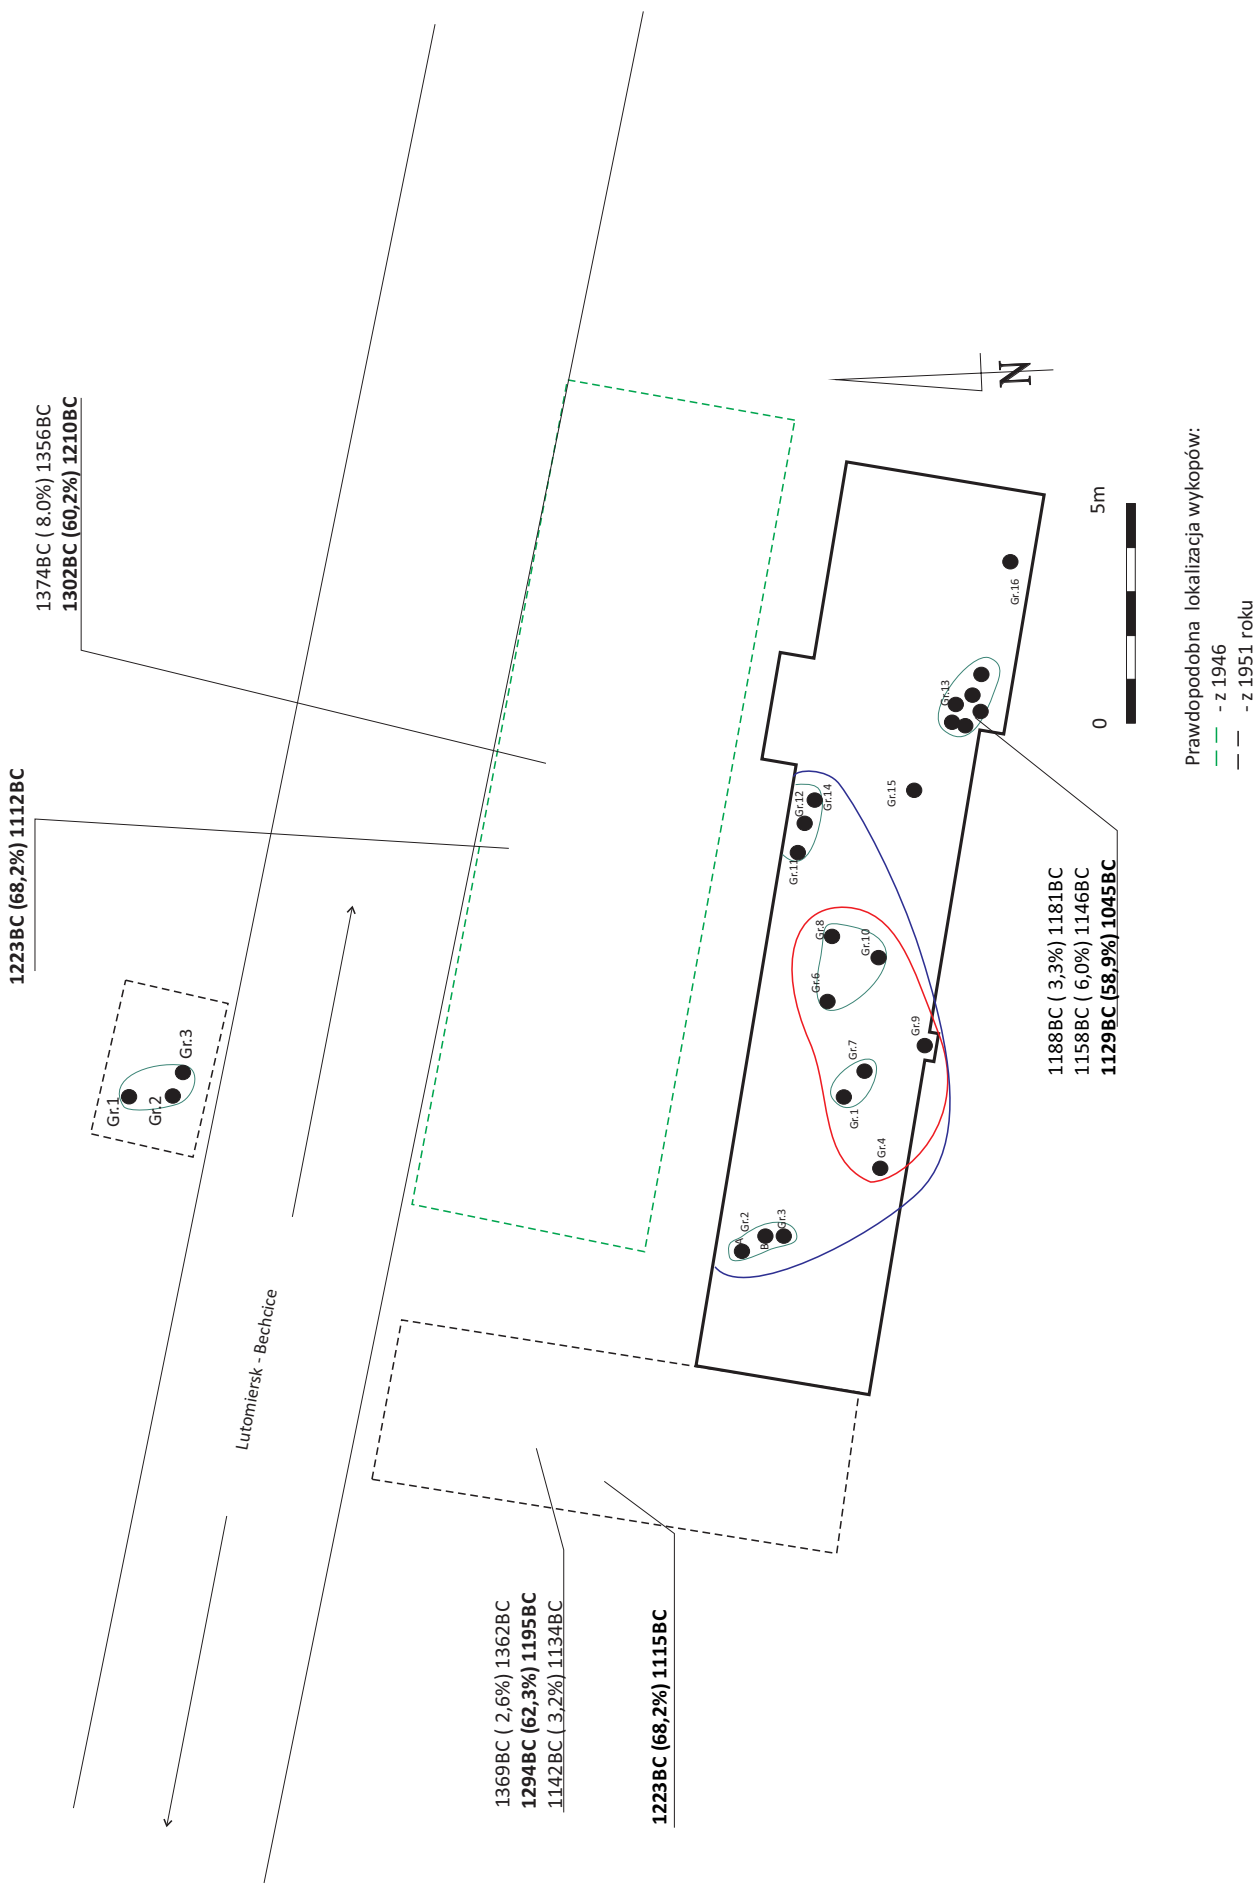 1223BC (68,2%) 1112BC
1374BC ( 8.0%) 1356BC
1302BC (60,2%) 1210BC
Gr.1
Gr.2
Gr.3
Lutomiersk - Bechcice
N
Gr.2
A
B
Gr.3
Gr.4
Gr.1
Gr.7
Gr.9
Gr.6
Gr.8
Gr.10
Gr.11
Gr.12
Gr.14
Gr.15
Gr.13
Gr.16
1369BC ( 2,6%) 1362BC
1294BC (62,3%) 1195BC
1142BC ( 3,2%) 1134BC
1223BC (68,2%) 1115BC
1188BC ( 3,3%) 1181BC
1158BC ( 6,0%) 1146BC
1129BC (58,9%) 1045BC
0 5m
Prawdopodobna lokalizacja wykopów:
- z 1946
- z 1951 roku